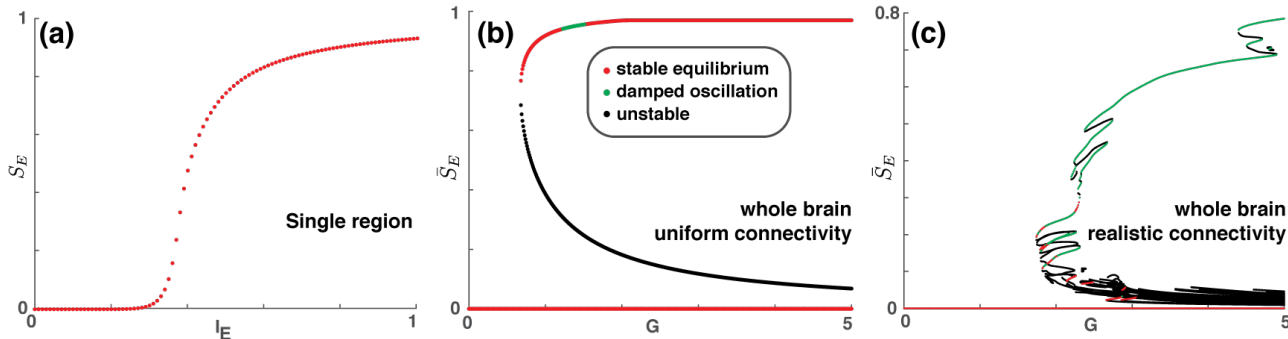 (a)
1
S_E
0
0
I_E
1
Single region
(b)
1
S̄_E
0
0
G
5
stable equilibrium
damped oscillation
unstable
whole brain
uniform connectivity
(c)
0.8
S̄_E
0
0
G
5
whole brain
realistic connectivity